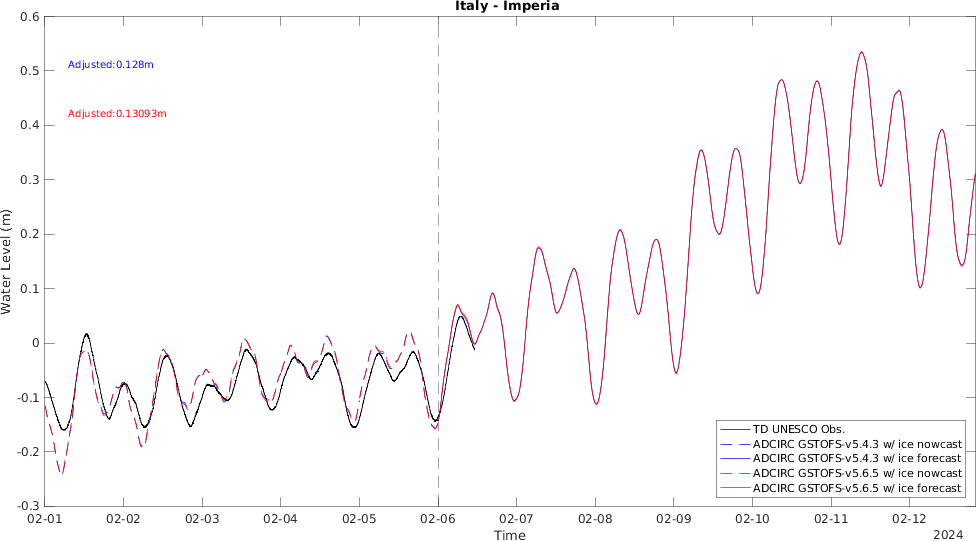 Italy - Imperia
0.6
0.5
0.4
0.3
0.2
0.1
0
-0.1
-0.2
-0.3
Water Level (m)
Adjusted:0.128m
Adjusted:0.13093m
TD UNESCO Obs.
ADCIRC GSTOFS-v5.4.3 w/ ice nowcast
ADCIRC GSTOFS-v5.4.3 w/ ice forecast
ADCIRC GSTOFS-v5.6.5 w/ ice nowcast
ADCIRC GSTOFS-v5.6.5 w/ ice forecast
02-01 02-02 02-03 02-04 02-05 02-06 02-07 02-08 02-09 02-10 02-11 02-12
Time
2024